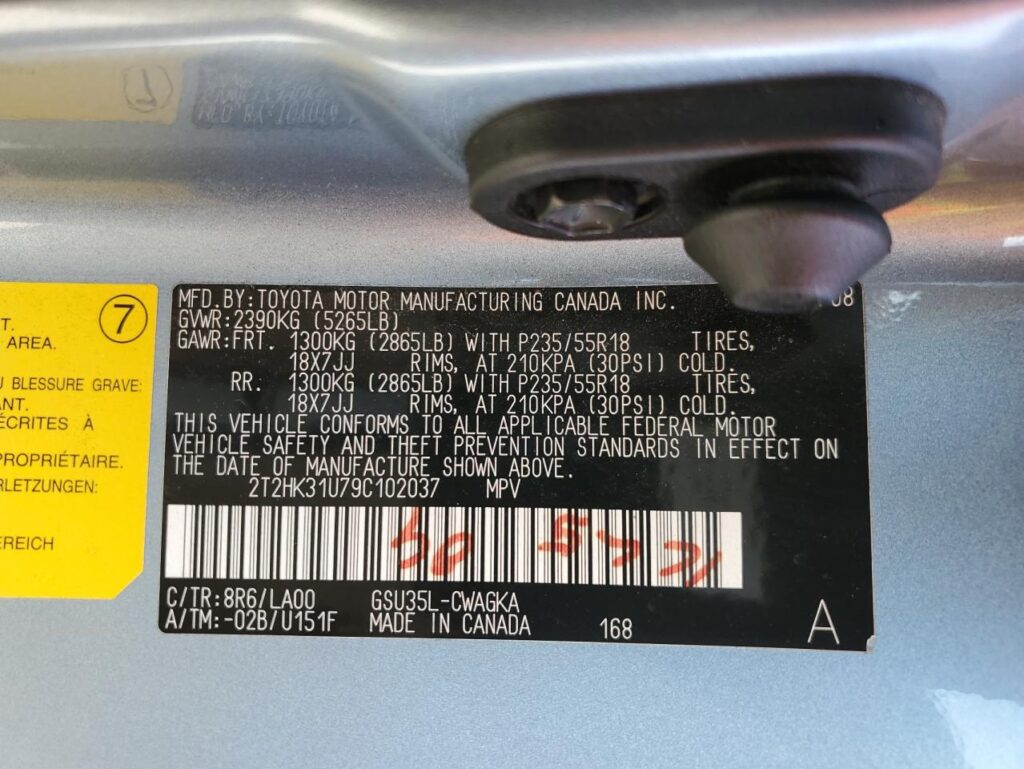 7
T.
AREA.
U BLESSURE GRAVE:
ANT.
ÉCRITES À
PROPRIÉTAIRE.
RLETZUNGEN:
EREICH
MFD.BY:TOYOTA MOTOR MANUFACTURING CANADA INC.
08
GVWR:2390KG (5265LB)
GAWR:FRT. 1300KG (2865LB) WITH P235/55R18 TIRES,
18X7JJ RIMS, AT 210KPA (30PSI) COLD.
RR. 1300KG (2865LB) WITH P235/55R18 TIRES,
18X7JJ RIMS, AT 210KPA (30PSI) COLD.
THIS VEHICLE CONFORMS TO ALL APPLICABLE FEDERAL MOTOR
VEHICLE SAFETY AND THEFT PREVENTION STANDARDS IN EFFECT ON
THE DATE OF MANUFACTURE SHOWN ABOVE.
2T2HK31U79C102037 MPV
C/TR:8R6/LA00 GSU35L-CWAGKA
A/TM:-02B/U151F MADE IN CANADA 168 A